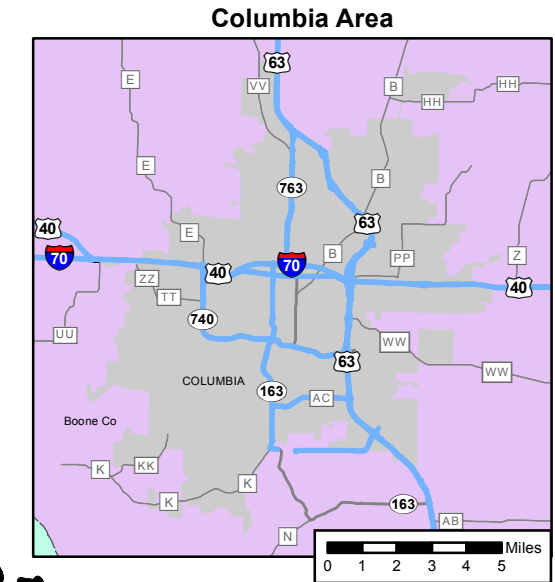 Columbia Area
63
E
VV
B
HH
HH
E
763
B
63
E
40
70
40
70
B
PP
Z
40
ZZ
TT
740
UU
WW
63
WW
COLUMBIA
163
AC
Boone Co
K
KK
K
K
163
N
AB
Miles
0 1 2 3 4 5